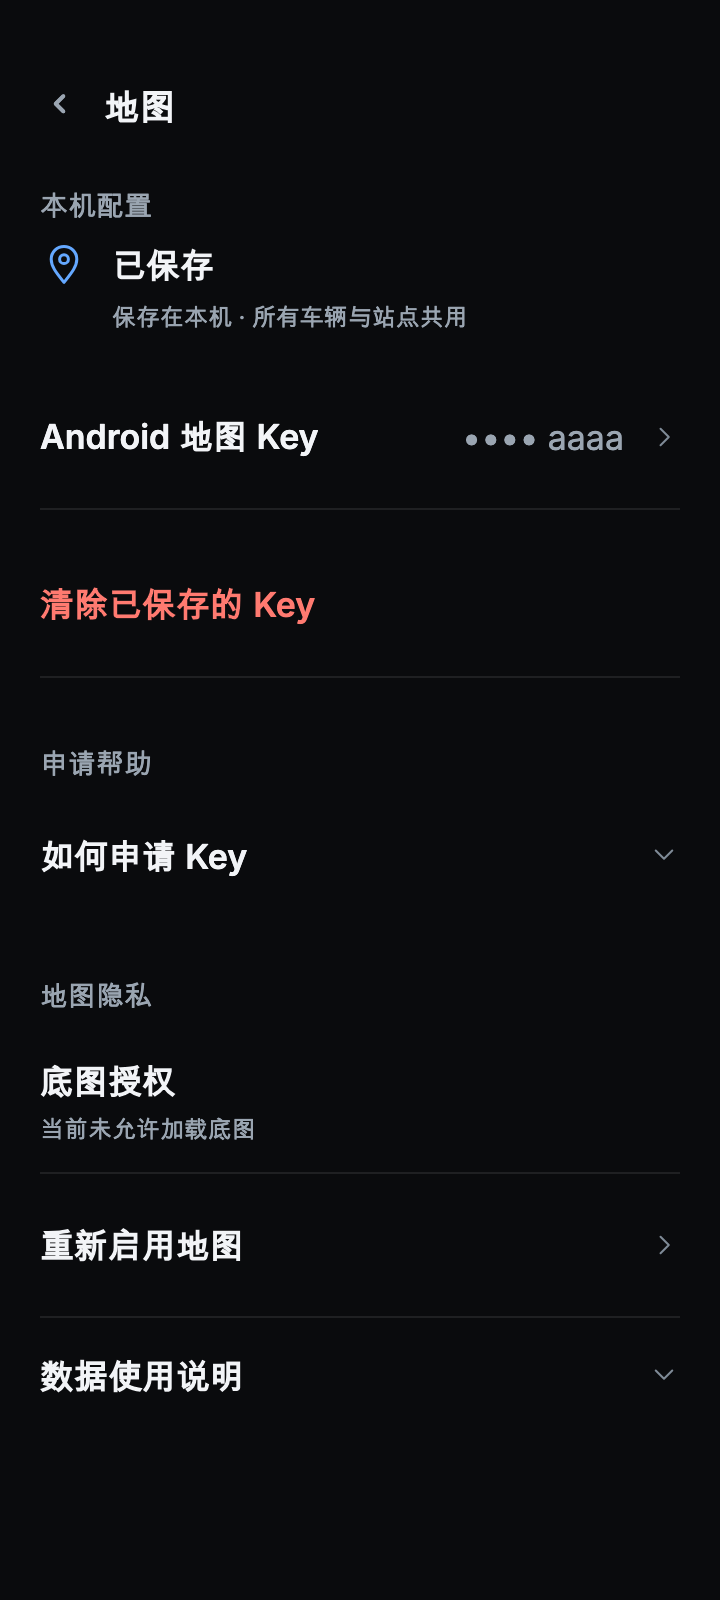 地图
本机配置
已保存
保存在本机 · 所有车辆与站点共用
Android 地图 Key
•••• aaaa
清除已保存的 Key
申请帮助
如何申请 Key
地图隐私
底图授权
当前未允许加载底图
重新启用地图
数据使用说明